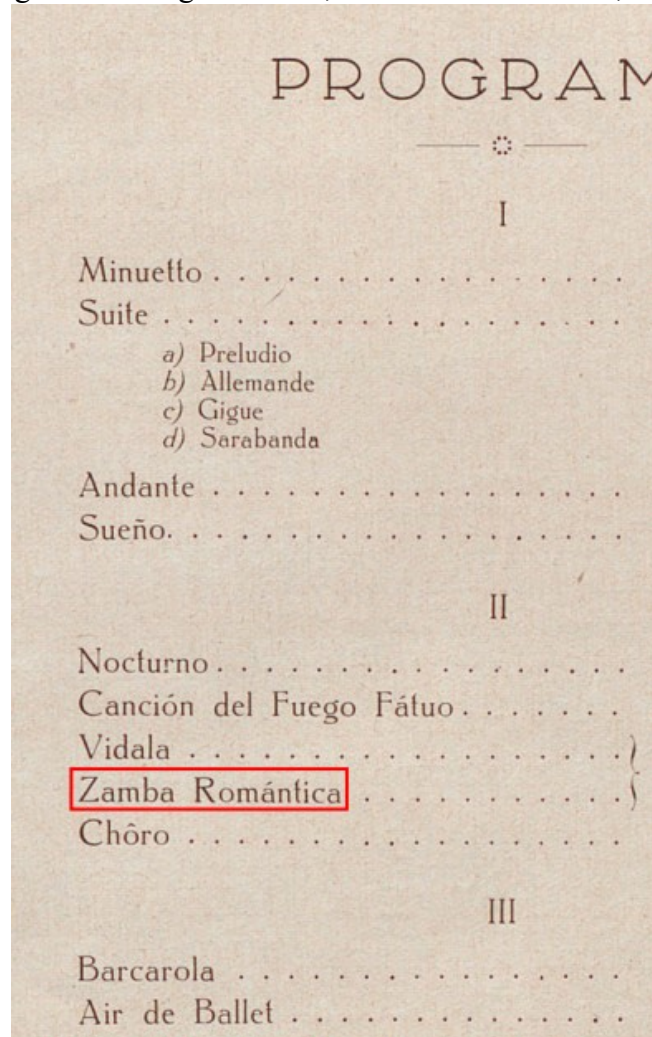 PROGRAM
I
Minuetto . . . . . . . . . . . . . . . . . .
Suite . . . . . . . . . . . . . . . . . . . .
a) Preludio
b) Allemande
c) Gigue
d) Sarabanda
Andante . . . . . . . . . . . . . . . . .
Sueño. . . . . . . . . . . . . . . . . . .
II
Nocturno . . . . . . . . . . . . . . . . .
Canción del Fuego Fátuo . . . . . . .
Vidala . . . . . . . . . . . . . . . . . . }
Zamba Romántica . . . . . . . . . . . }
Chôro . . . . . . . . . . . . . . . . . .
III
Barcarola . . . . . . . . . . . . . . . .
Air de Ballet . . . . . . . . . . . . . .